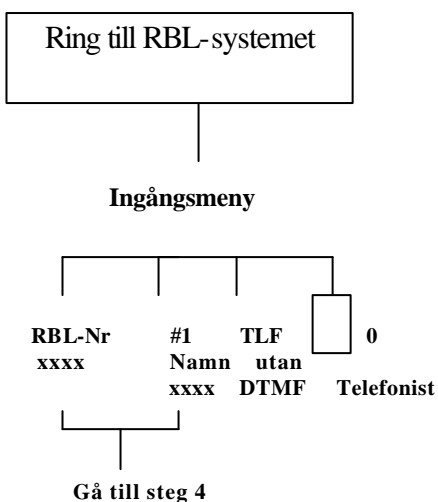 Ring till RBL-systemet
Ingångsmeny
RBL-Nr #1 TLF 0
xxxx Namn utan
xxxx DTMF Telefonist
Gå till steg 4